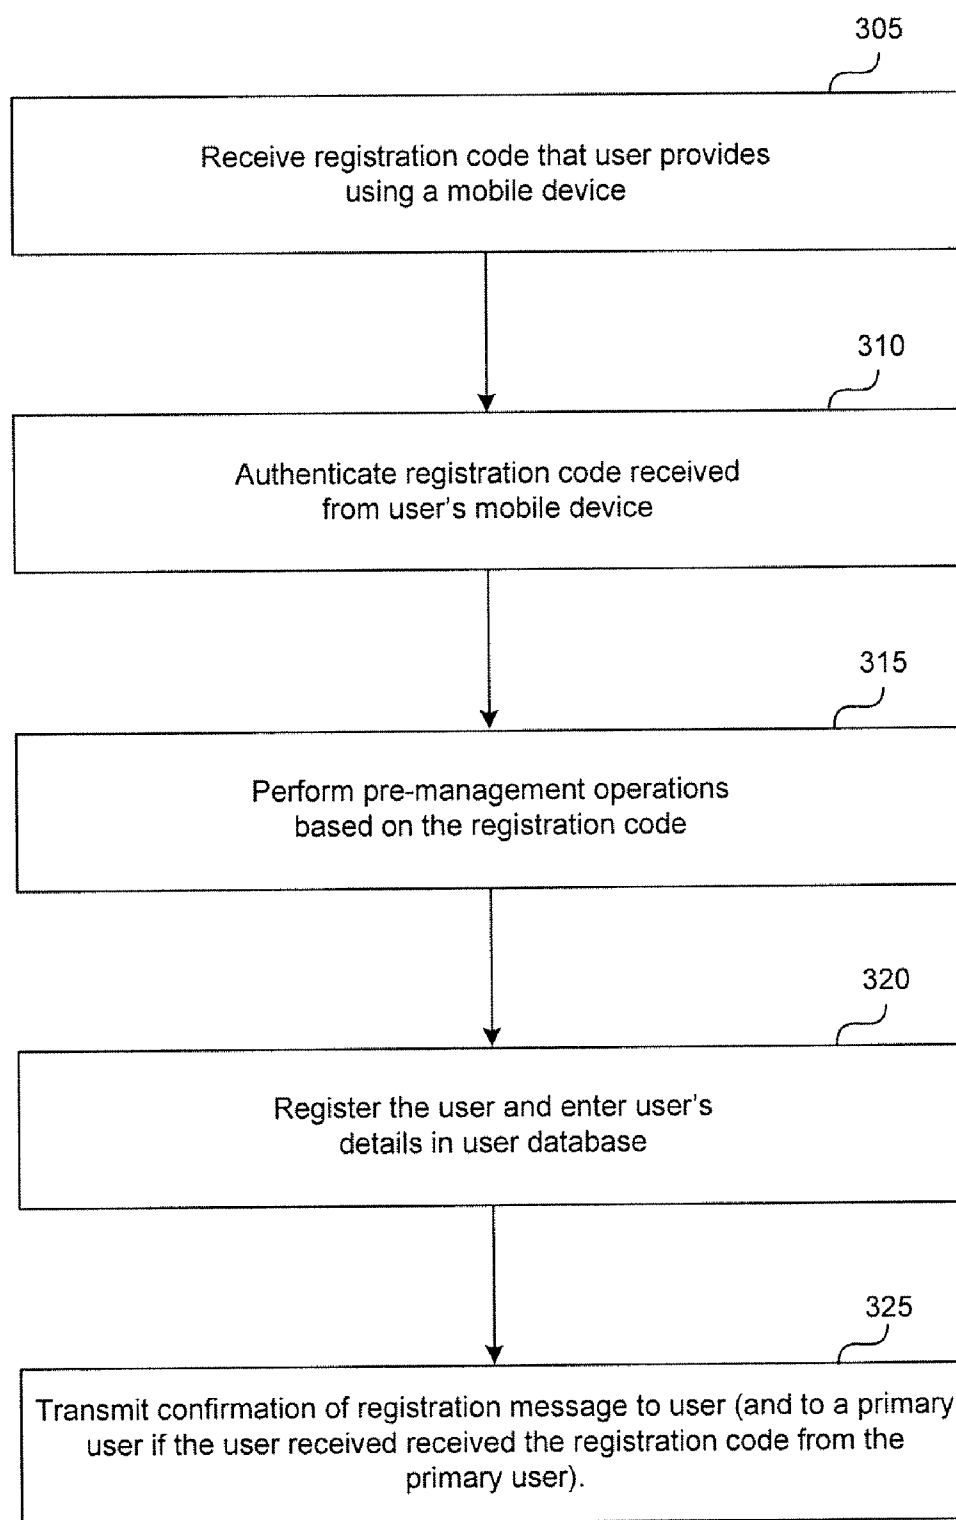 305
Receive registration code that user provides
using a mobile device
310
Authenticate registration code received
from user's mobile device
315
Perform pre-management operations
based on the registration code
320
Register the user and enter user's
details in user database
325
Transmit confirmation of registration message to user (and to a primary
user if the user received received the registration code from the
primary user).